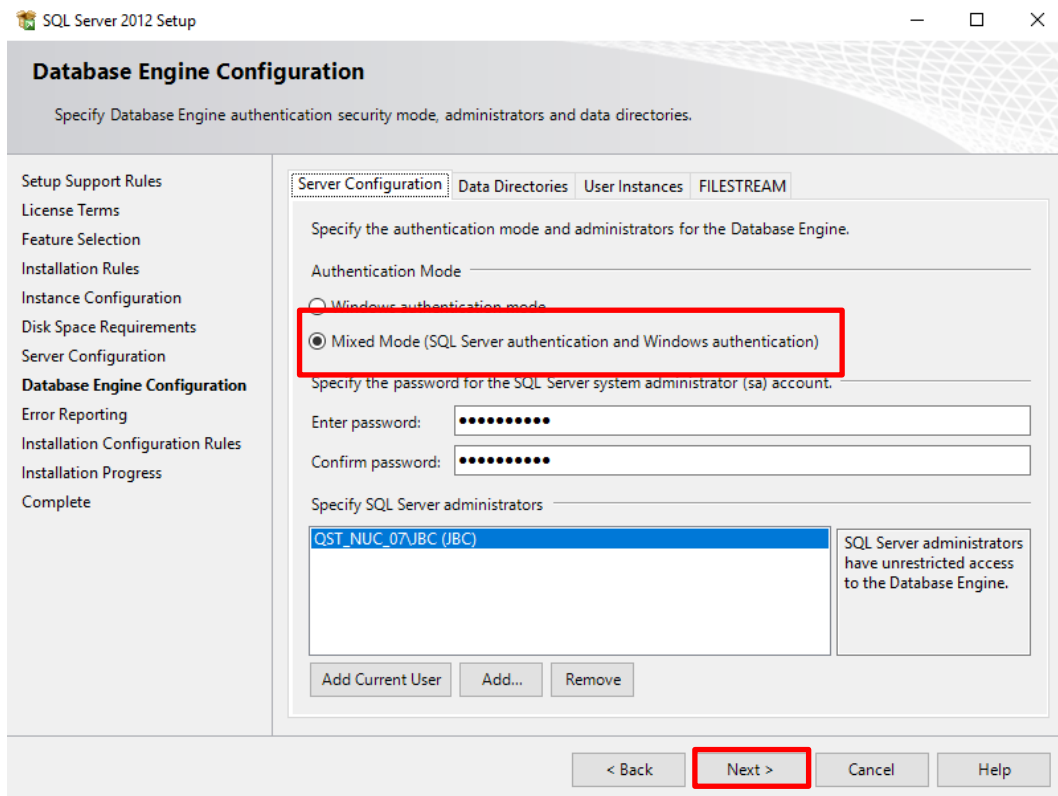 SQL Server 2012 Setup
Database Engine Configuration
Specify Database Engine authentication security mode, administrators and data directories.
Setup Support Rules
License Terms
Feature Selection
Installation Rules
Instance Configuration
Disk Space Requirements
Server Configuration
Database Engine Configuration
Error Reporting
Installation Configuration Rules
Installation Progress
Complete
Server Configuration Data Directories User Instances FILESTREAM
Specify the authentication mode and administrators for the Database Engine.
Authentication Mode
Windows authentication mode
Mixed Mode (SQL Server authentication and Windows authentication)
Specify the password for the SQL Server system administrator (sa) account.
Enter password: ●●●●●●●●●●
Confirm password: ●●●●●●●●●●
Specify SQL Server administrators
QST_NUC_07\JBC (JBC)
SQL Server administrators
have unrestricted access
to the Database Engine.
Add Current User Add... Remove
< Back Next > Cancel Help